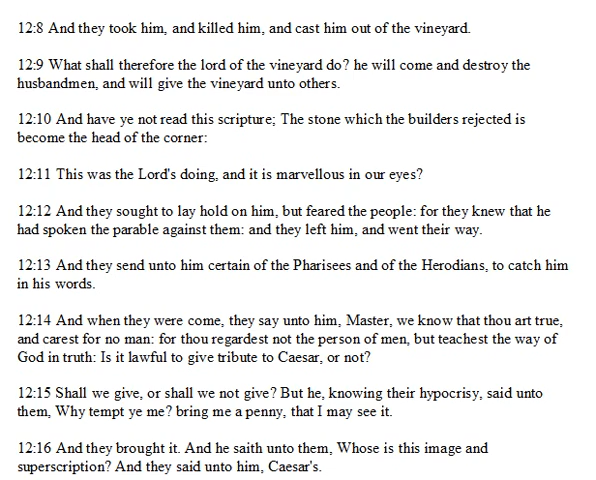 12:8 And they took him, and killed him, and cast him out of the vineyard.
12:9 What shall therefore the lord of the vineyard do? he will come and destroy the
husbandmen, and will give the vineyard unto others.
12:10 And have ye not read this scripture; The stone which the builders rejected is
become the head of the corner:
12:11 This was the Lord's doing, and it is marvellous in our eyes?
12:12 And they sought to lay hold on him, but feared the people: for they knew that he
had spoken the parable against them: and they left him, and went their way.
12:13 And they send unto him certain of the Pharisees and of the Herodians, to catch him
in his words.
12:14 And when they were come, they say unto him, Master, we know that thou art true,
and carest for no man: for thou regardest not the person of men, but teachest the way of
God in truth: Is it lawful to give tribute to Caesar, or not?
12:15 Shall we give, or shall we not give? But he, knowing their hypocrisy, said unto
them, Why tempt ye me? bring me a penny, that I may see it.
12:16 And they brought it. And he saith unto them, Whose is this image and
superscription? And they said unto him, Caesar's.